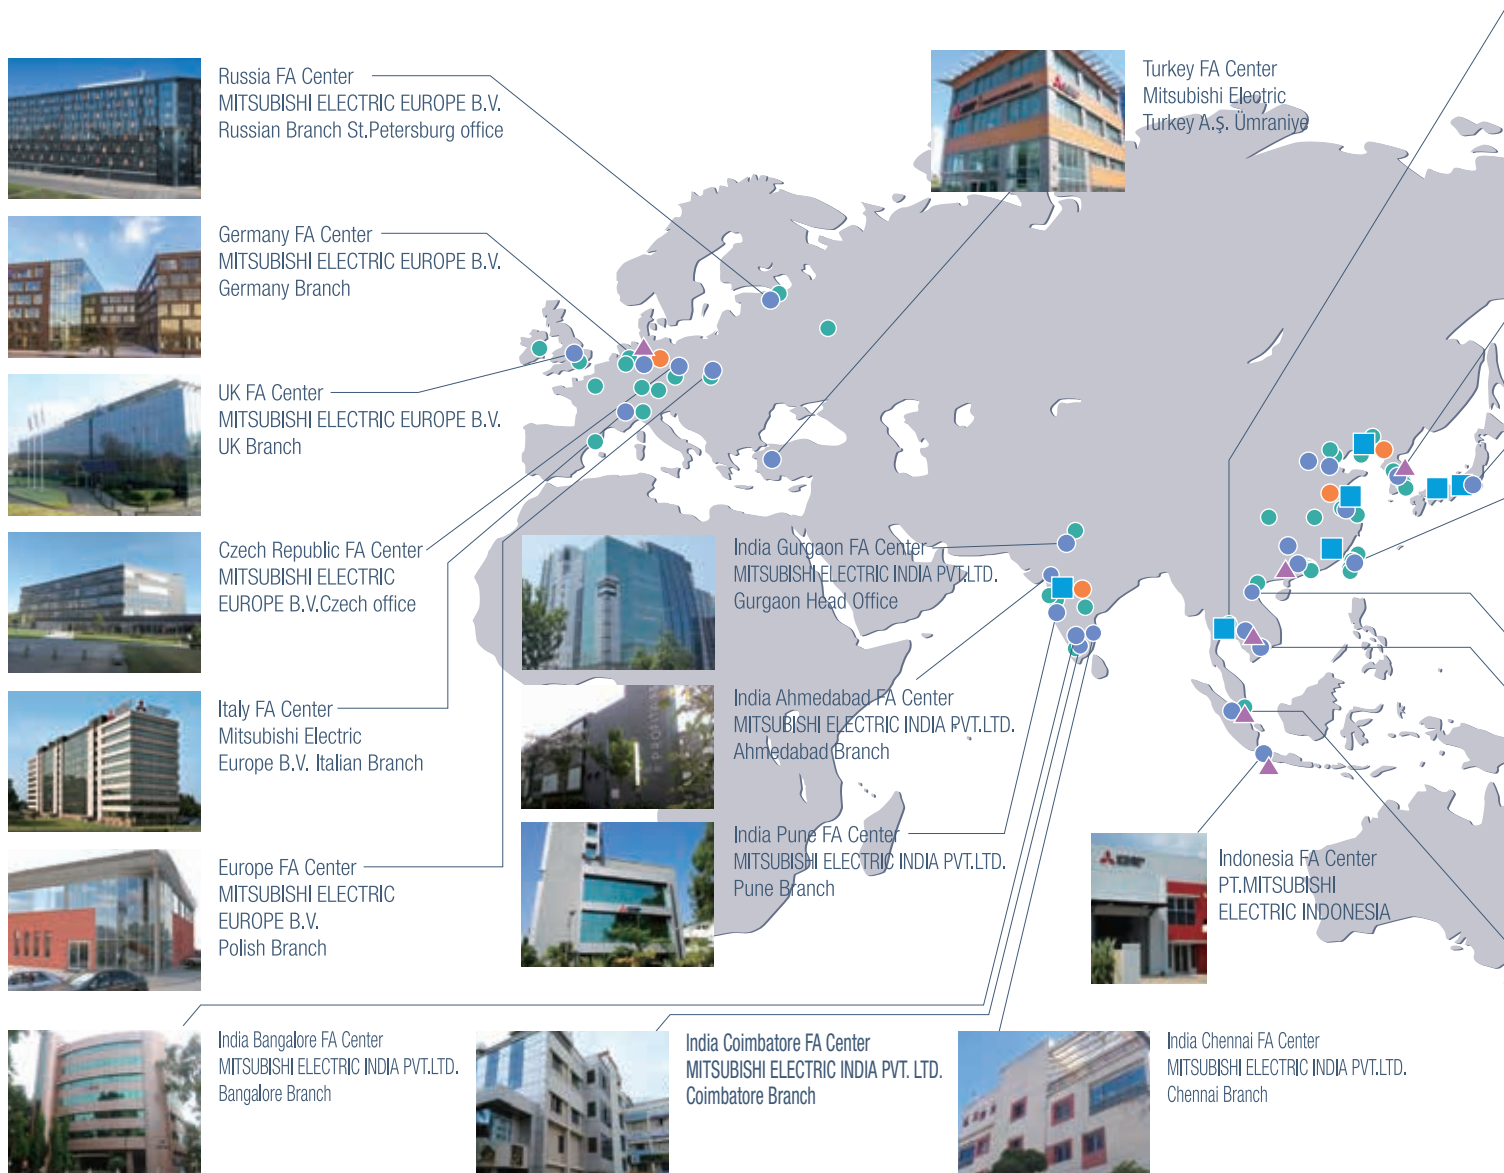 Russia FA Center
MITSUBISHI ELECTRIC EUROPE B.V.
Russian Branch St.Petersburg office
Turkey FA Center
Mitsubishi Eleotric
Turkey A.Ş. Ümraniye
Germany FA Center
MITSUBISHI ELECTRIC EUROPE B.V.
Germany Branch
UK FA Center
MITSUBISHI ELECTRIC EUROPE B.V.
UK Branch
Czech Republic FA Center
MITSUBISHI ELECTRIC
EUROPE B.V.Czech office
India Gurgaon FA Center
MITSUBISHI ELECTRIC INDIA PVT.LTD.
Gurgaon Head Office
Italy FA Center
Mitsubishi Electric
Europe B.V. Italian Branch
India Ahmedabad FA Center
MITSUBISHI ELECTRIC INDIA PVT.LTD.
Ahmedabad Branch
India Pune FA Center
MITSUBISHI ELECTRIC INDIA PVT.LTD.
Pune Branch
Europe FA Center
MITSUBISHI ELECTRIC
EUROPE B.V.
Polish Branch
Indonesia FA Center
PT.MITSUBISHI
ELECTRIC INDONESIA
India Bangalore FA Center
MITSUBISHI ELECTRIC INDIA PVT.LTD.
Bangalore Branch
India Coimbatore FA Center
MITSUBISHI ELECTRIC INDIA PVT. LTD.
Coimbatore Branch
India Chennai FA Center
MITSUBISHI ELECTRIC INDIA PVT.LTD.
Chennai Branch